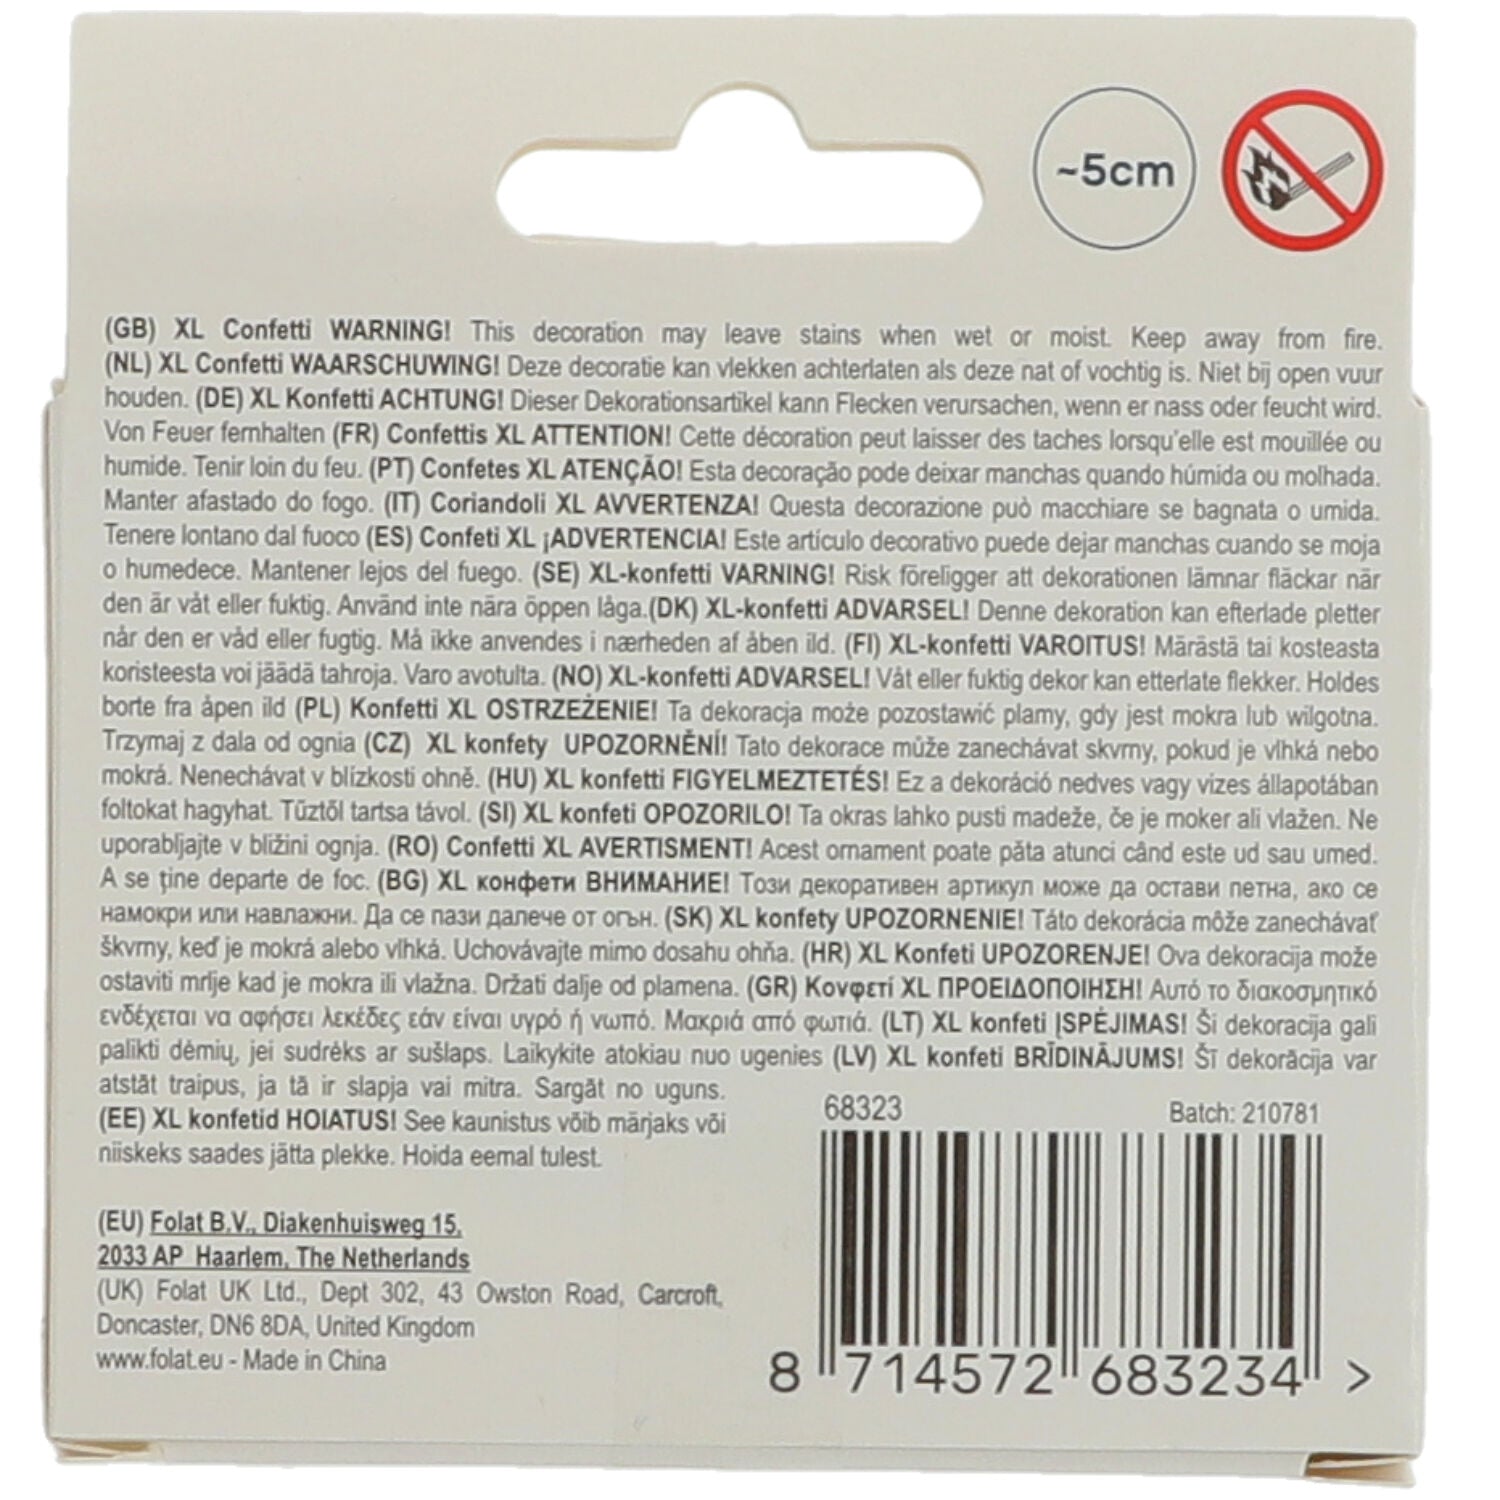 ~5cm
(GB) XL Confetti WARNING! This decoration may leave stains when wet or moist. Keep away from fire.
(NL) XL Confetti WAARSCHUWING! Deze decoratie kan vlekken achterlaten als deze nat of vochtig is. Niet bij open vuur
houden. (DE) XL Konfetti ACHTUNG! Dieser Dekorationsartikel kann Flecken verursachen, wenn er nass oder feucht wird.
Von Feuer fernhalten (FR) Confettis XL ATTENTION! Cette décoration peut laisser des taches lorsqu'elle est mouillée ou
humide. Tenir loin du feu. (PT) Confetes XL ATENÇÃO! Esta decoração pode deixar manchas quando húmida ou molhada.
Manter afastado do fogo. (IT) Coriandoli XL AVVERTENZA! Questa decorazione può macchiare se bagnata o umida.
Tenere lontano dal fuoco (ES) Confeti XL ¡ADVERTENCIA! Este artículo decorativo puede dejar manchas cuando se moja
o humedece. Mantener lejos del fuego. (SE) XL-konfetti VARNING! Risk föreligger att dekorationen lämnar fläckar när
den är våt eller fuktig. Använd inte nära öppen låga.(DK) XL-konfetti ADVARSEL! Denne dekoration kan efterlade pletter
når den er våd eller fugtig. Må ikke anvendes i nærheden af åben ild. (FI) XL-konfetti VAROITUS! Märästä tai kosteasta
koristeesta voi jäädä tahroja. Varo avotulta. (NO) XL-konfetti ADVARSEL! Våt eller fuktig dekor kan etterlate flekker. Holdes
borte fra åpen ild (PL) Konfetti XL OSTRZEŻENIE! Ta dekoracja może pozostawić plamy, gdy jest mokra lub wilgotna.
Trzymaj z dala od ognia (CZ) XL konfety UPOZORNĚNÍ! Tato dekorace může zanechávat skvrny, pokud je vlhká nebo
mokrá. Nenechávat v blízkosti ohně. (HU) XL konfetti FIGYELMEZTETÉS! Ez a dekoráció nedves vagy vizes állapotában
foltokat hagyhat. Tűztől tartsa távol. (SI) XL konfeti OPOZORILO! Ta okras lahko pusti madeže, če je moker ali vlažen. Ne
uporabljajte v bližini ognja. (RO) Confetti XL AVERTISMENT! Acest ornament poate păta atunci când este ud sau umed.
A se ține departe de foc. (BG) XL конфети ВНИМАНИЕ! Този декоративен артикул може да остави петна, ако се
намокри или навлажни. Да се пази далече от огън. (SK) XL konfety UPOZORNENIE! Táto dekorácia môže zanechávať
škvrny, keď je mokrá alebo vlhká. Uchovávajte mimo dosahu ohňa. (HR) XL Konfeti UPOZORENJE! Ova dekoracija može
ostaviti mrlje kad je mokra ili vlažna. Držati dalje od plamena. (GR) Κονφετί XL ΠΡΟΕΙΔΟΠΟΙΗΣΗ! Αυτό το διακοσμητικό
ενδέχεται να αφήσει λεκέδες εάν είναι υγρό ή νωπό. Μακριά από φωτιά. (LT) XL konfeti ĮSPĖJIMAS! Ši dekoracija gali
palikti dėmių, jei sudrėks ar sušlaps. Laikykite atokiau nuo ugnies (LV) XL konfeti BRĪDINĀJUMS! Šī dekorācija var
atstāt traipus, ja tā ir slapja vai mitra. Sargāt no uguns.
(EE) XL konfetid HOIATUS! See kaunistus võib märjaks või
niiskeks saades jätta plekke. Hoida eemal tulest.
(EU) Folat B.V., Diakenhuisweg 15,
2033 AP Haarlem, The Netherlands
(UK) Folat UK Ltd., Dept 302, 43 Owston Road, Carcroft,
Doncaster, DN6 8DA, United Kingdom
www.folat.eu - Made in China
68323 Batch: 210781
8 714572 683234 >